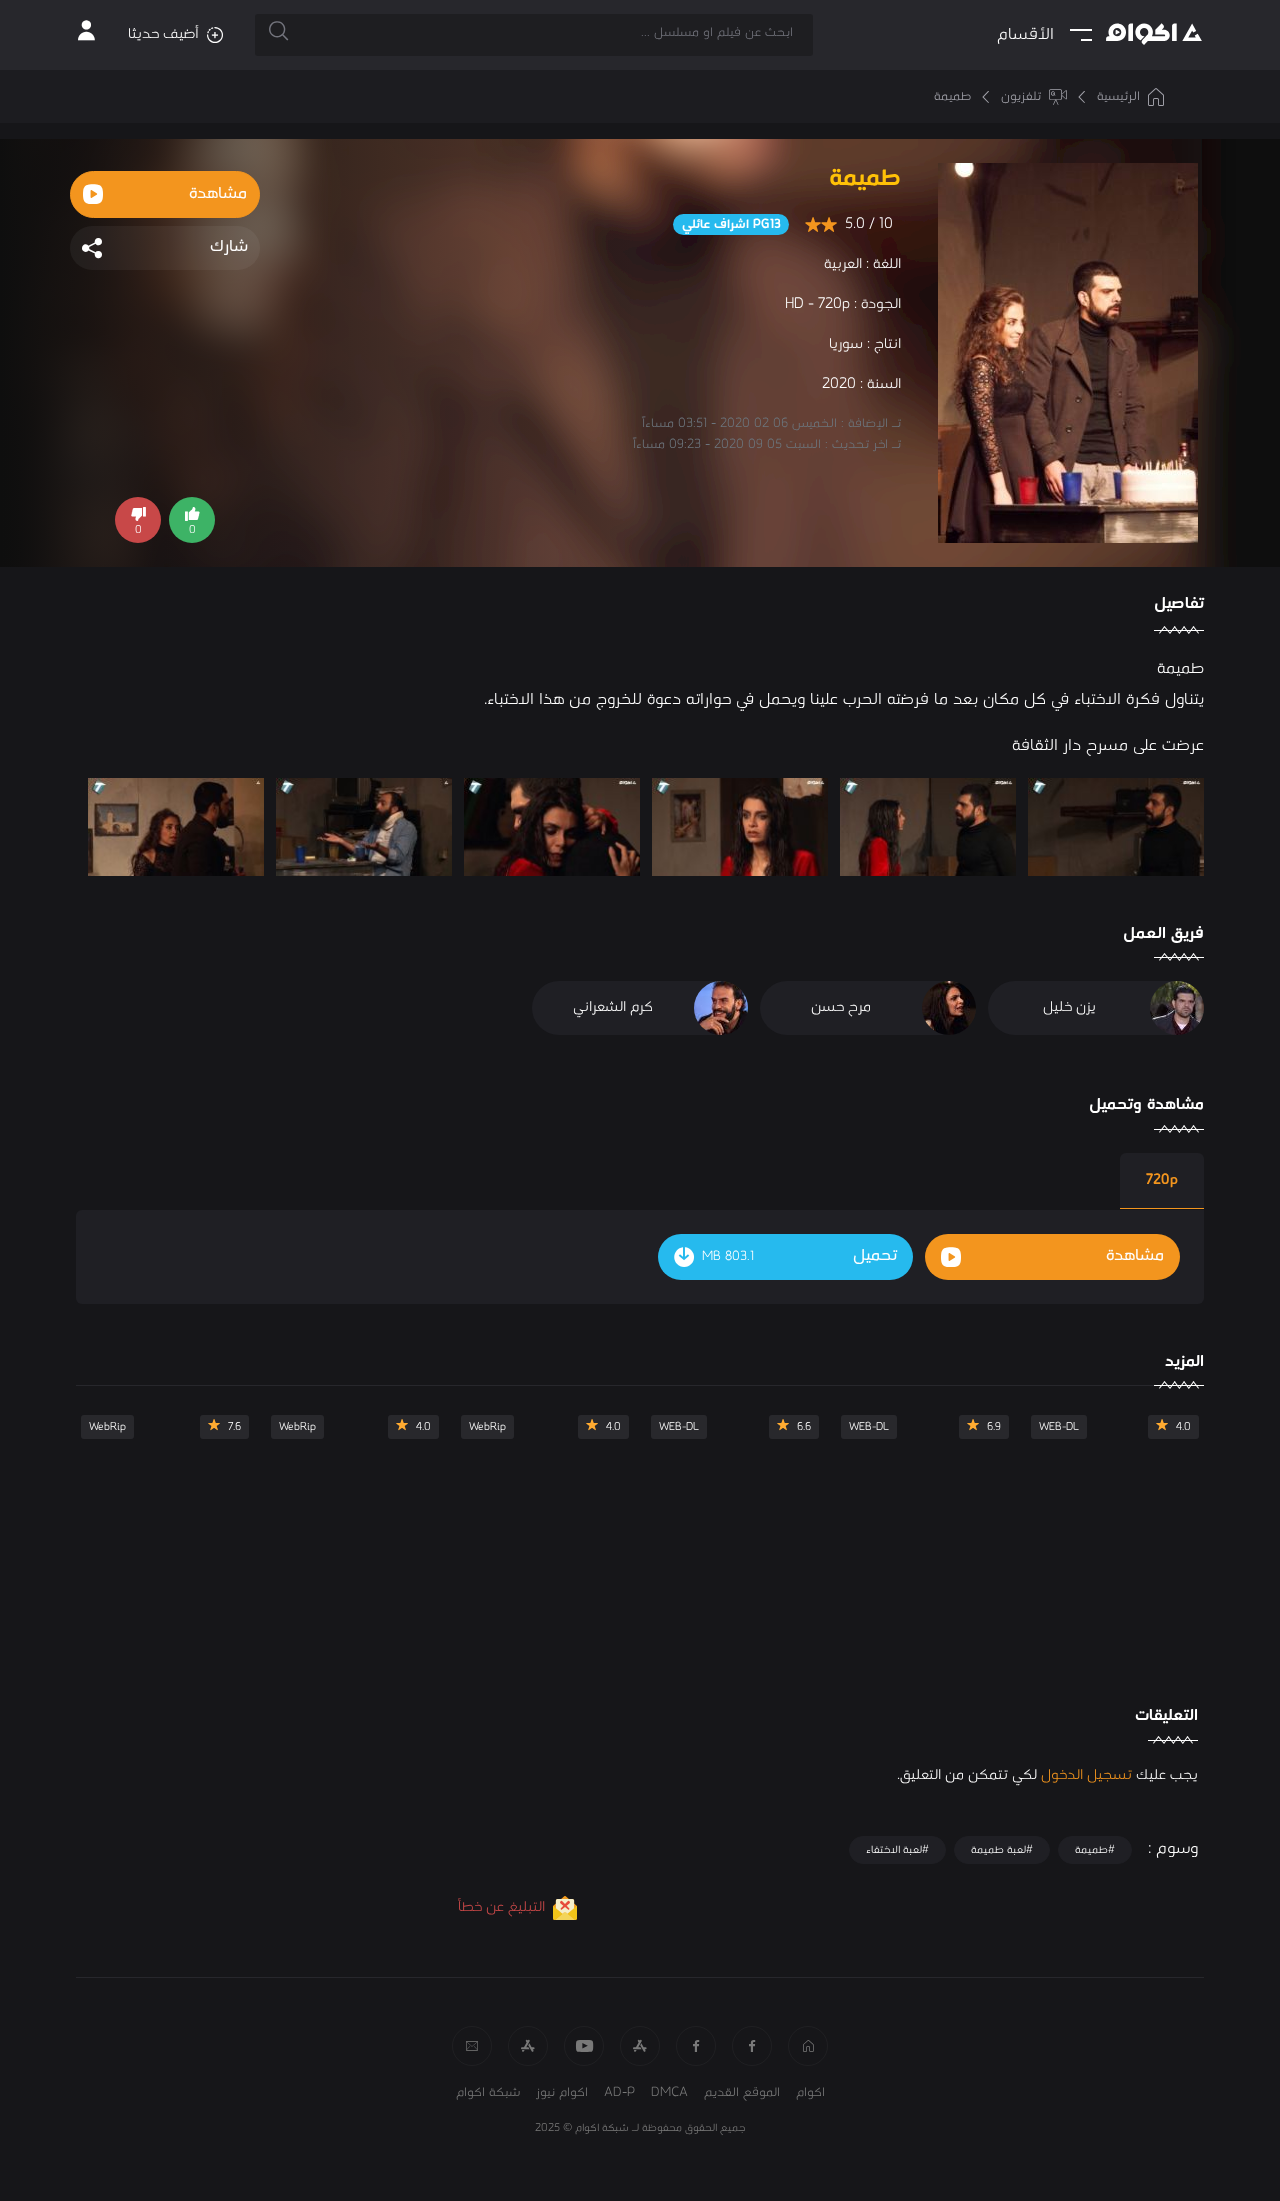 اكوام
الأقسام
ابحث عن فيلم او مسلسل ...
أضيف حديثا
الرئيسية
تلفزيون
طميمة
طميمة
10 / 5.0
PG13 اشراف عائلي
اللغة : العربية
الجودة : HD - 720p
انتاج : سوريا
السنة : 2020
تـ الإضافة : الخميس 06 02 2020 - 03:51 مساءاً
تـ اخر تحديث : السبت 05 09 2020 - 09:23 مساءاً
مشاهدة
شارك
0
0
تفاصيل
طميمة
يتناول فكرة الاختباء في كل مكان بعد ما فرضته الحرب علينا ويحمل في حواراته دعوة للخروج من هذا الاختباء.
عرضت على مسرح دار الثقافة
فريق العمل
يزن خليل
مرح حسن
كرم الشعراني
مشاهدة وتحميل
720p
مشاهدة
تحميل
803.1 MB
المزيد
4.0
WEB-DL
6.9
WEB-DL
6.6
WEB-DL
4.0
WebRip
4.0
WebRip
7.6
WebRip
التعليقات
يجب عليك تسجيل الدخول لكي تتمكن من التعليق.
وسوم :
#طميمة
#لعبة طميمة
#لعبة الاختفاء
التبليغ عن خطأ
اكوام
الموقع القديم
DMCA
AD-P
اكوام نيوز
شبكة اكوام
جميع الحقوق محفوظة لـ شبكة اكوام © 2025